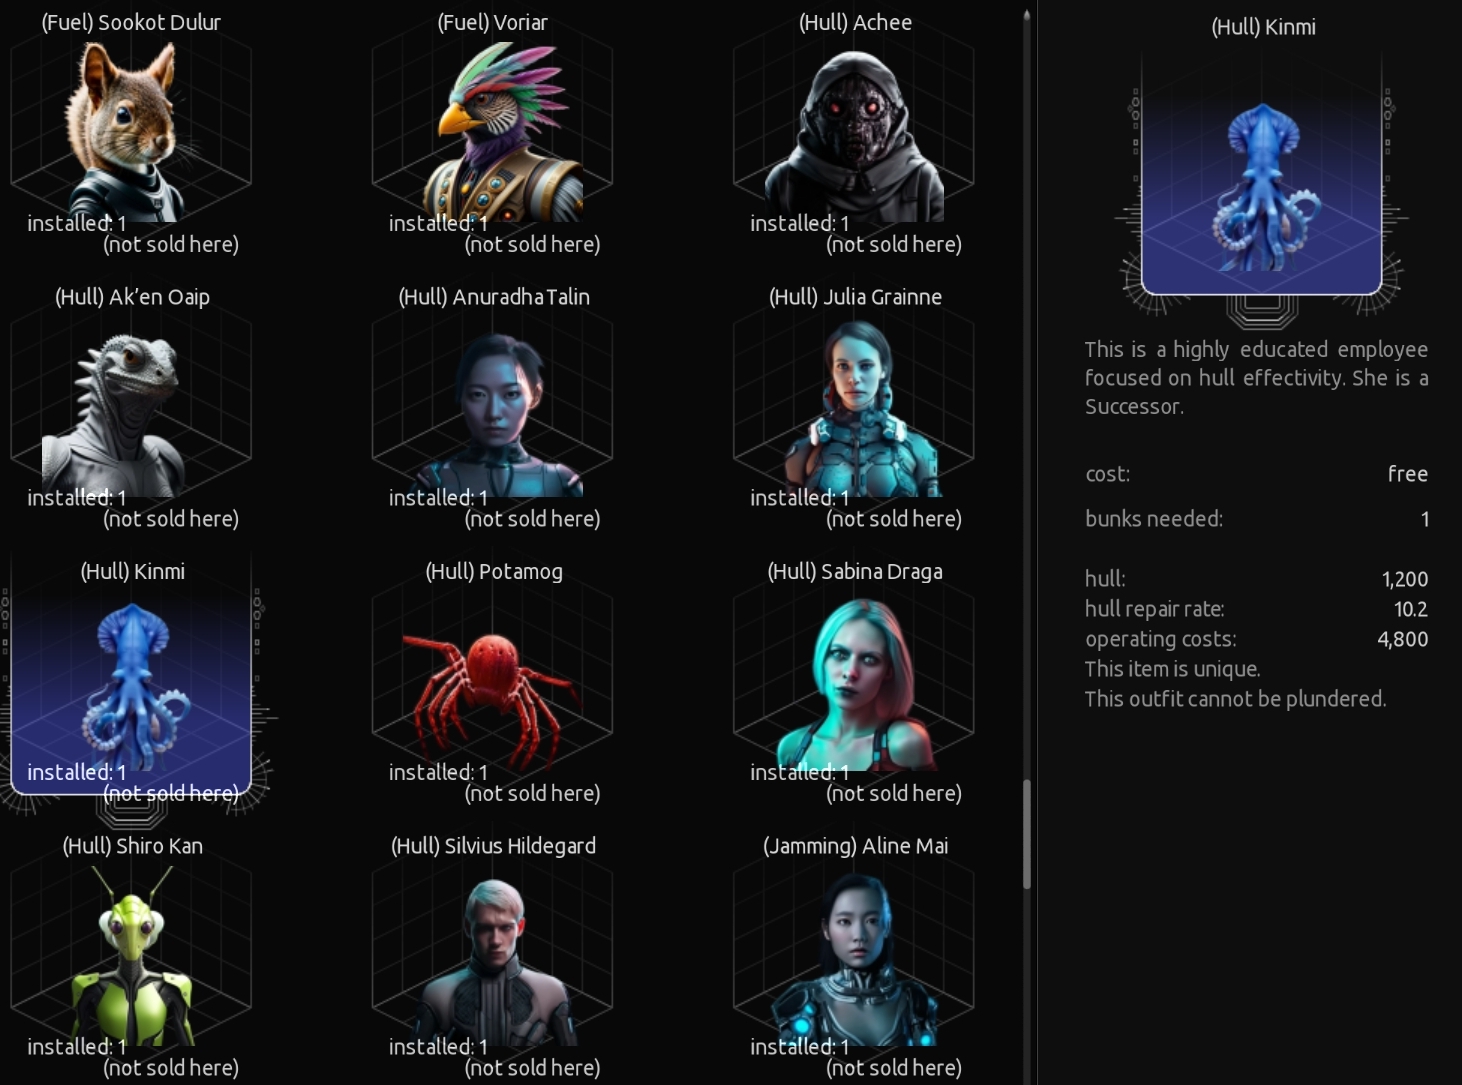 (Fuel) Sookot Dulur
installed: 1
(not sold here)
(Fuel) Voriar
installed: 1
(not sold here)
(Hull) Achee
installed: 1
(not sold here)
(Hull) Ak’en Oaip
installed: 1
(not sold here)
(Hull) Anuradha Talin
installed: 1
(not sold here)
(Hull) Julia Grainne
installed: 1
(not sold here)
(Hull) Kinmi
installed: 1
(not sold here)
(Hull) Potamog
installed: 1
(not sold here)
(Hull) Sabina Draga
installed: 1
(not sold here)
(Hull) Shiro Kan
installed: 1
(not sold here)
(Hull) Silvius Hildegard
installed: 1
(not sold here)
(Jamming) Aline Mai
installed: 1
(not sold here)
(Hull) Kinmi
This is a highly educated employee
focused on hull effectivity. She is a
Successor.
cost: free
bunks needed: 1
hull: 1,200
hull repair rate: 10.2
operating costs: 4,800
This item is unique.
This outfit cannot be plundered.